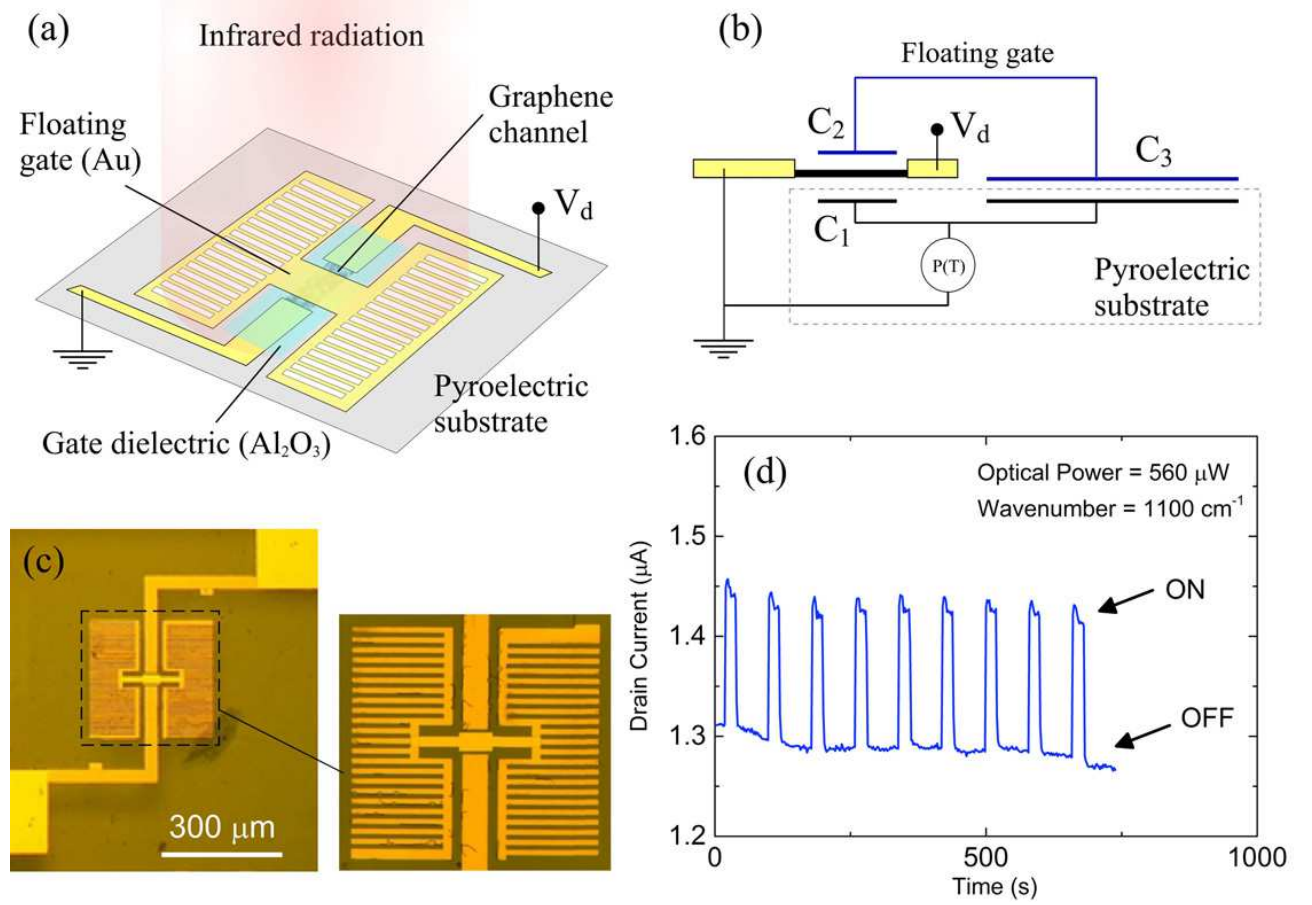 (a)
Infrared radiation
Graphene
channel
Floating
gate (Au)
V_d
Pyroelectric
substrate
Gate dielectric (Al₂O₃)
(b)
Floating gate
C₂
V_d
C₃
C₁
P(T)
Pyroelectric
substrate
(c)
300 μm
(d)
Optical Power = 560 μW
Wavenumber = 1100 cm⁻¹
ON
OFF
Drain Current (μA)
1.6
1.5
1.4
1.3
1.2
0
500
1000
Time (s)